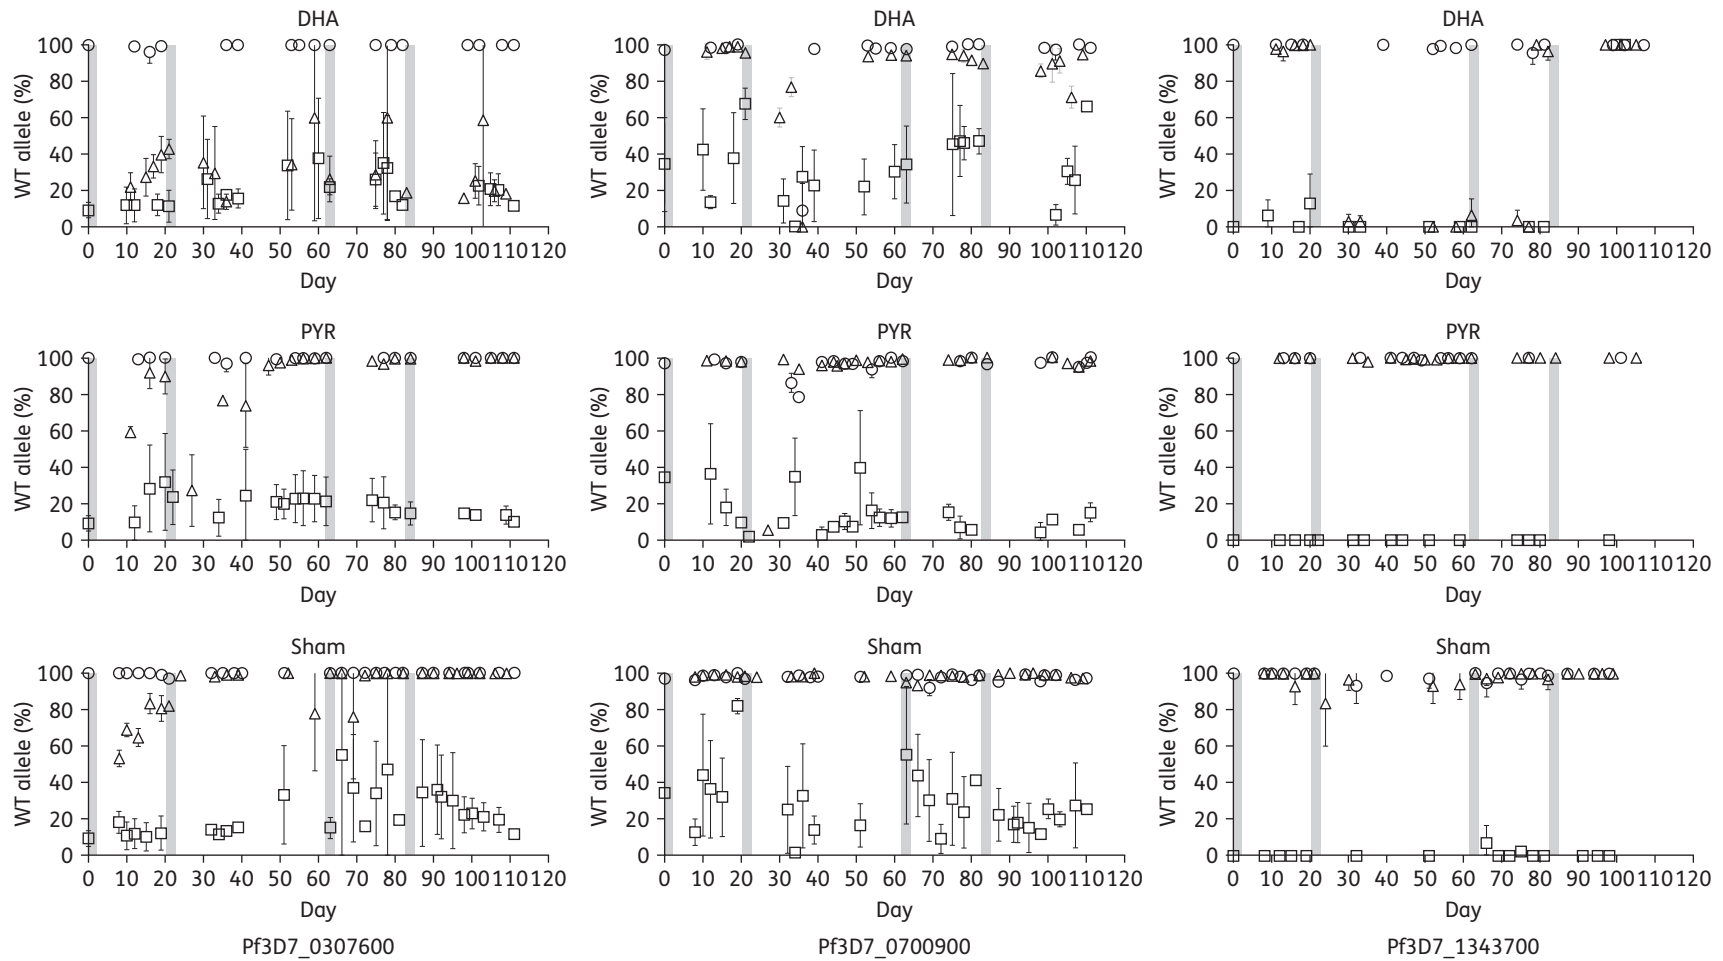 DHA DHA DHA
WT allele (%) WT allele (%) WT allele (%)
100 100 100
80 80 80
60 60 60
40 40 40
20 20 20
0 0 0
0 10 20 30 40 50 60 70 80 90 100 110 120 0 10 20 30 40 50 60 70 80 90 100 110 120 0 10 20 30 40 50 60 70 80 90 100 110 120
Day Day Day
PYR PYR PYR
WT allele (%) WT allele (%) WT allele (%)
100 100 100
80 80 80
60 60 60
40 40 40
20 20 20
0 0 0
0 10 20 30 40 50 60 70 80 90 100 110 120 0 10 20 30 40 50 60 70 80 90 100 110 120 0 10 20 30 40 50 60 70 80 90 100 110 120
Day Day Day
Sham Sham Sham
WT allele (%) WT allele (%) WT allele (%)
100 100 100
80 80 80
60 60 60
40 40 40
20 20 20
0 0 0
0 10 20 30 40 50 60 70 80 90 100 110 120 0 10 20 30 40 50 60 70 80 90 100 110 120 0 10 20 30 40 50 60 70 80 90 100 110 120
Day Day Day
Pf3D7_0307600 Pf3D7_0700900 Pf3D7_1343700